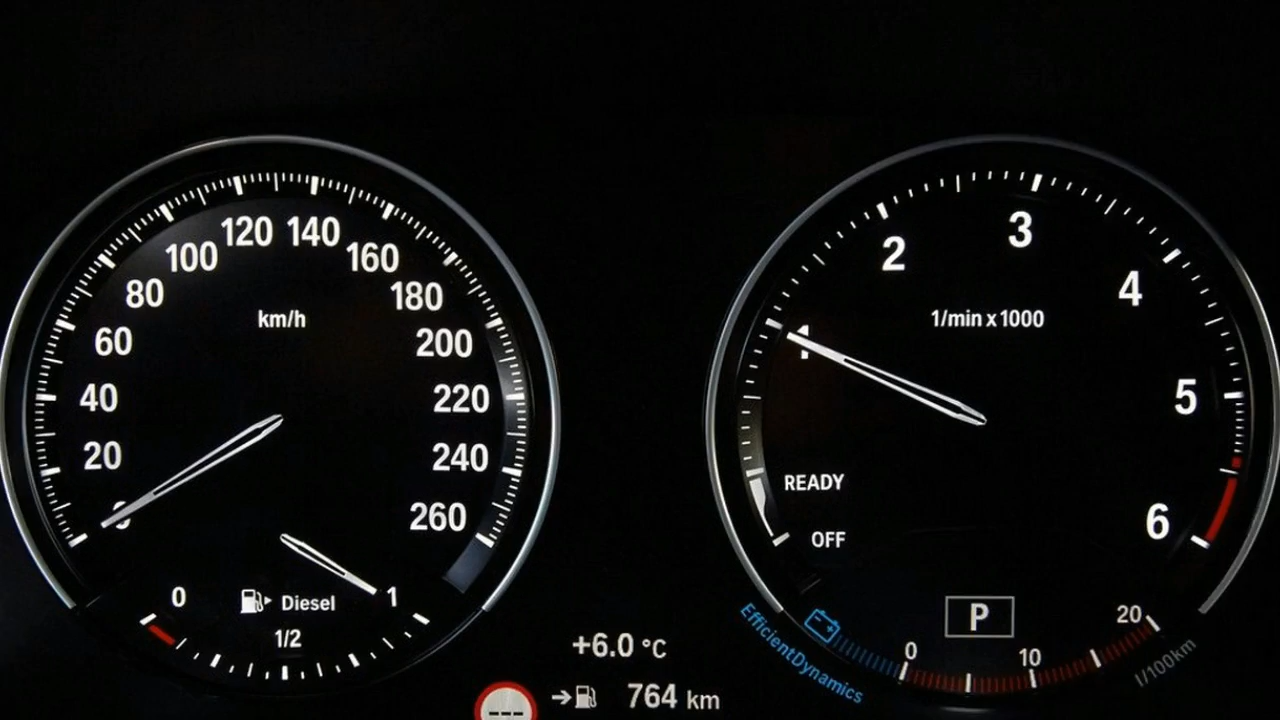 0
20
40
60
80
100
120
140
160
180
200
220
240
260
km/h
0
Diesel
1/2
1
+6.0 °C
764 km
---
1
2
3
4
5
6
1/min x 1000
READY
OFF
P
EfficientDynamics
0
10
20
l/100km